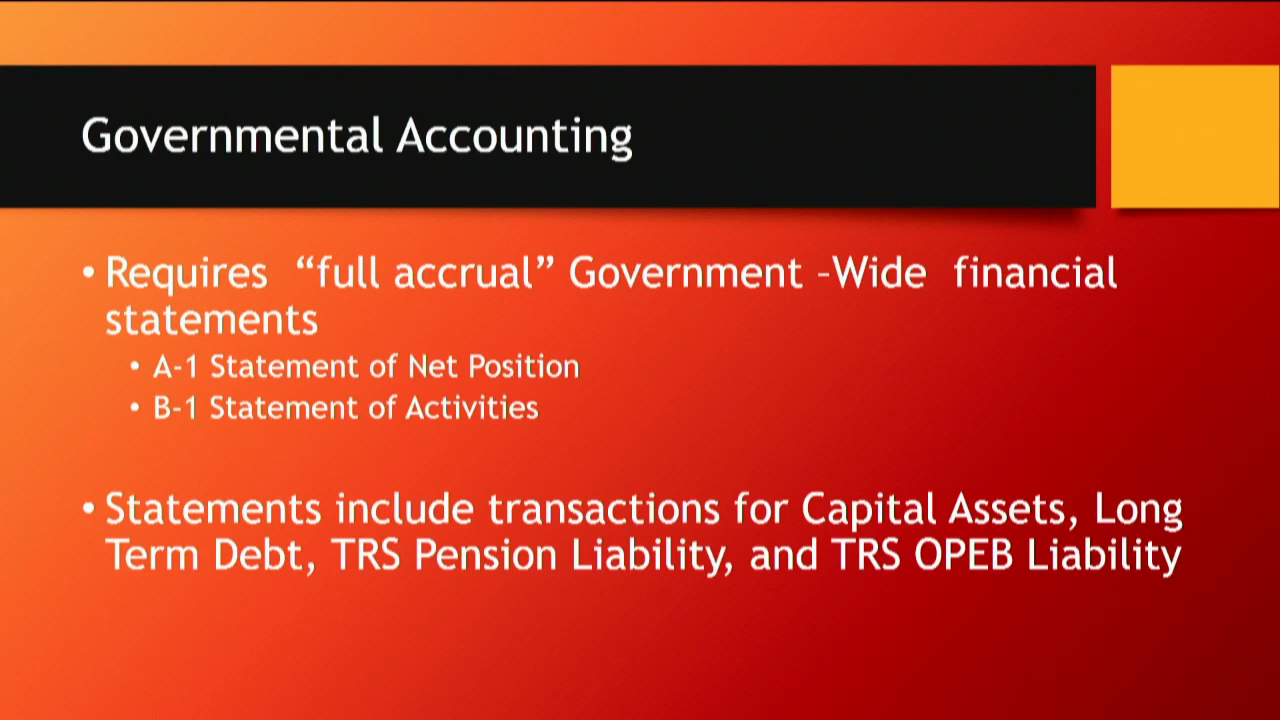 Governmental Accounting
• Requires “full accrual” Government –Wide financial
statements
• A-1 Statement of Net Position
• B-1 Statement of Activities
• Statements include transactions for Capital Assets, Long
Term Debt, TRS Pension Liability, and TRS OPEB Liability